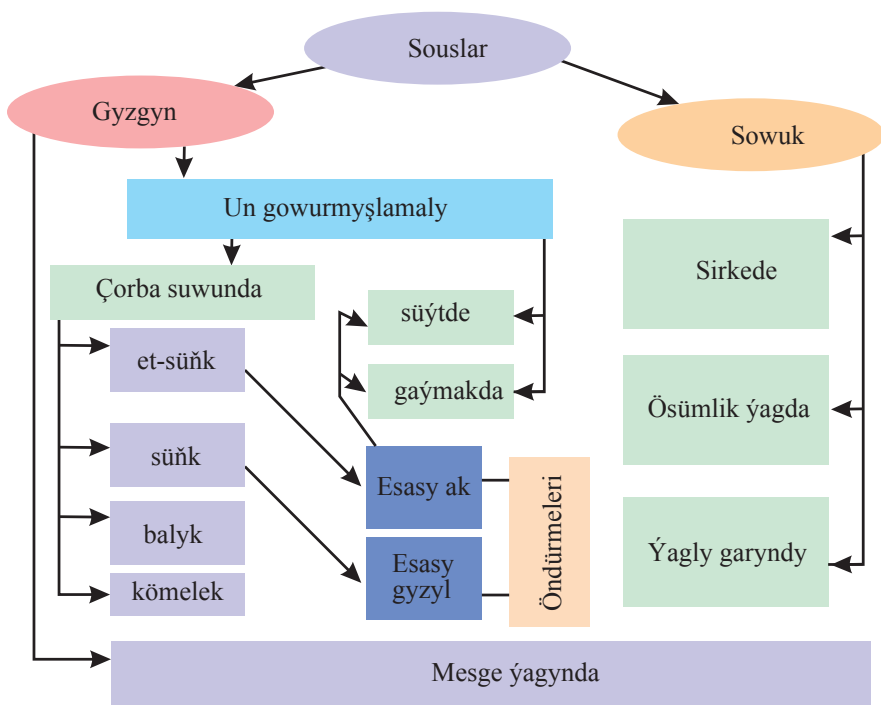 Souslar
Gyzgyn
Sowuk
Un gowurmyşlamaly
Çorba suwunda
et-süňk
süňk
balyk
kömelek
süýtde
gaýmakda
Esasy ak
Esasy
gyzyl
Öndürmeleri
Sirkede
Ösümlik ýagda
Ýagly garyndy
Mesge ýagynda